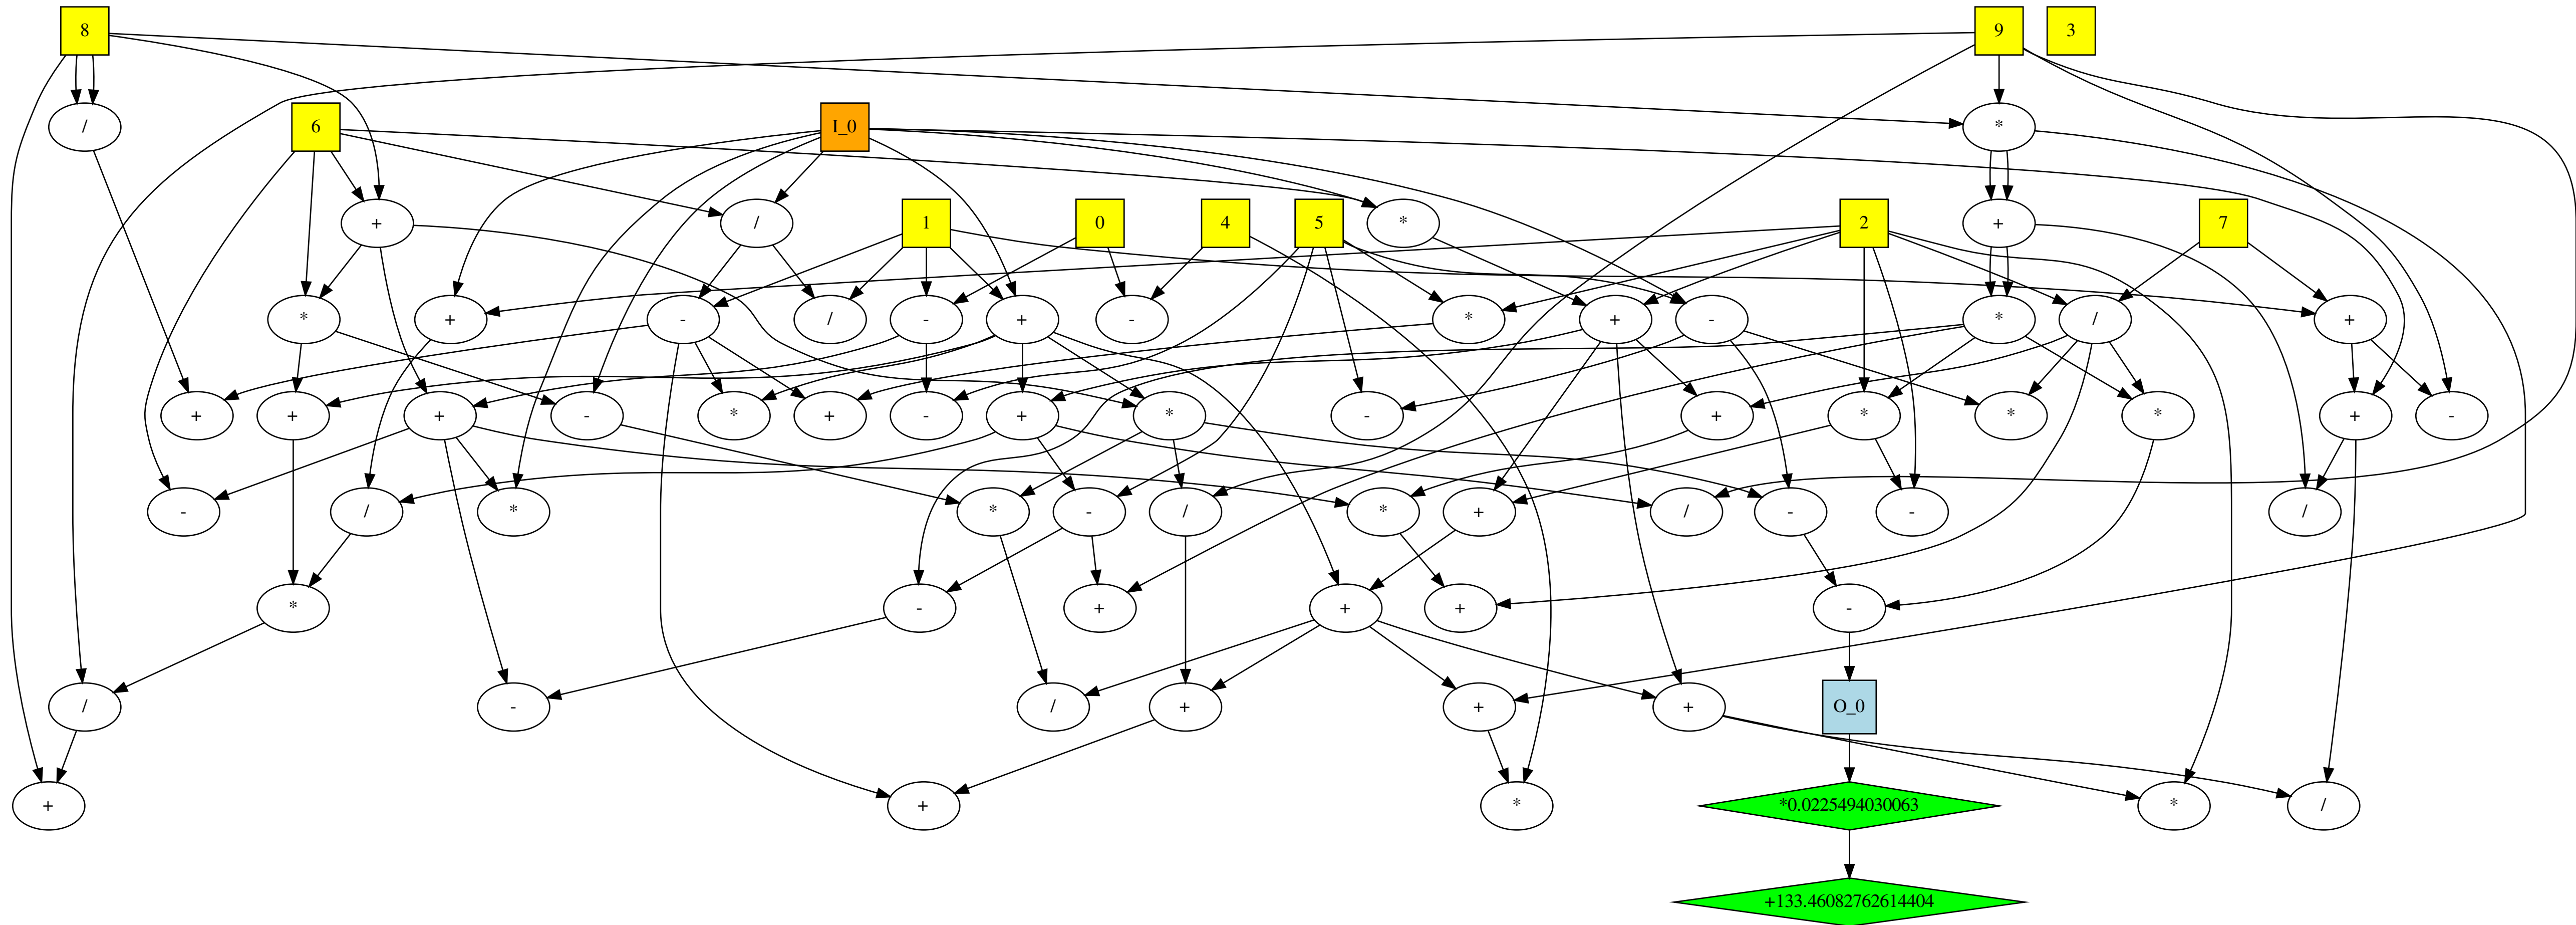 8 9 3
/ 6 I_0 *
+ / 1 0 4 5 * 2 + 7
* + - / - + - * + - * / +
+ + + - * + - + * - + * * * + -
- / * * - / * + / - - /
* - + + + -
/ - / + + + O_0
+ + * *0.0225494030063 * /
+133.46082762614404